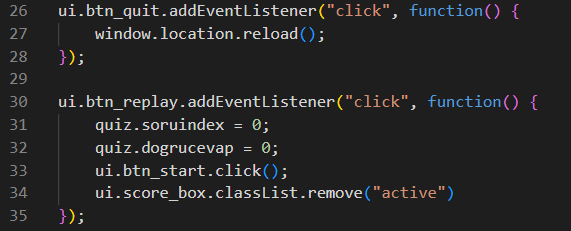 26 ui.btn_quit.addEventListener("click", function() {
27     window.location.reload();
28 });
29
30 ui.btn_replay.addEventListener("click", function() {
31     quiz.soruindex = 0;
32     quiz.dogrucevap = 0;
33     ui.btn_start.click();
34     ui.score_box.classList.remove("active")
35 });